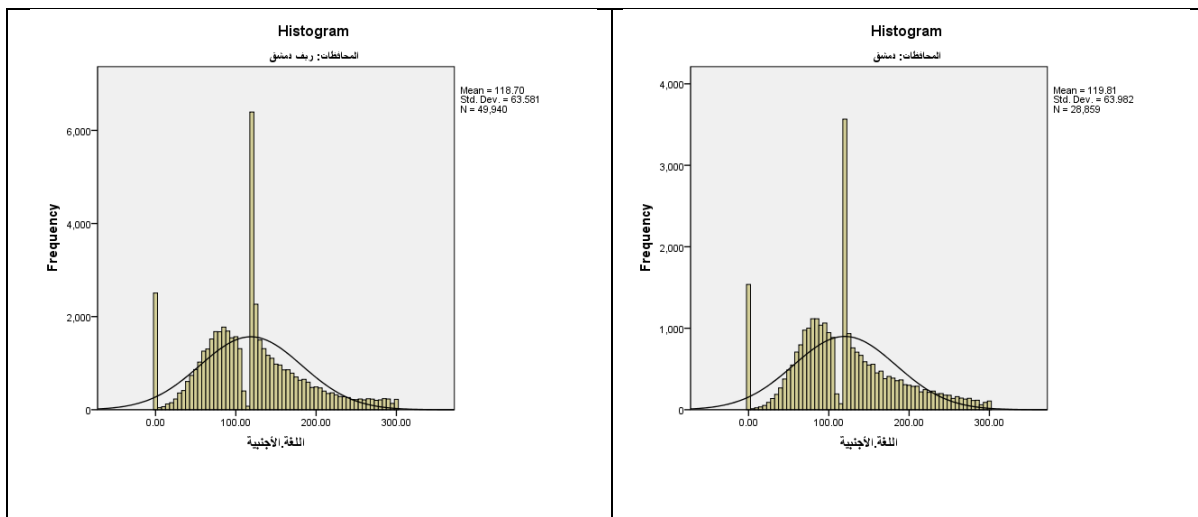 Histogram
المحافظات: ريف دمشق
Mean = 118.70
Std. Dev. = 63.581
N = 49,940
Frequency
6,000
4,000
2,000
0
0.00 100.00 200.00 300.00
اللغة.الأجنبية
Histogram
المحافظات: دمشق
Mean = 119.81
Std. Dev. = 63.982
N = 28,859
Frequency
4,000
3,000
2,000
1,000
0
0.00 100.00 200.00 300.00
اللغة.الأجنبية